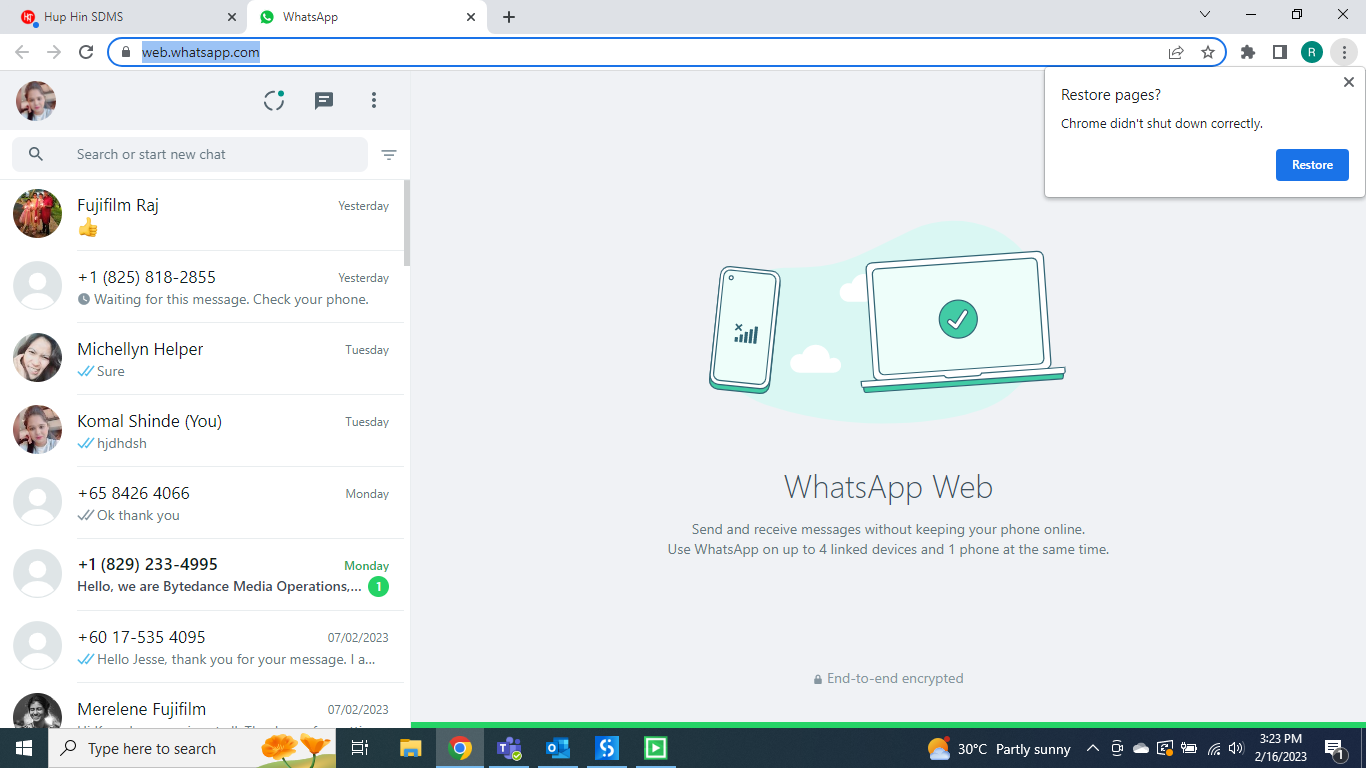 Hup Hin SDMS
WhatsApp
web.whatsapp.com
R
Restore pages?
Chrome didn't shut down correctly.
Restore
Search or start new chat
Fujifilm Raj
Yesterday
👍
+1 (825) 818-2855
Yesterday
Waiting for this message. Check your phone.
Michellyn Helper
Tuesday
Sure
Komal Shinde (You)
Tuesday
hjdhdsh
+65 8426 4066
Monday
Ok thank you
+1 (829) 233-4995
Monday
Hello, we are Bytedance Media Operations,...
1
+60 17-535 4095
07/02/2023
Hello Jesse, thank you for your message. I a...
Merelene Fujifilm
07/02/2023
WhatsApp Web
Send and receive messages without keeping your phone online.
Use WhatsApp on up to 4 linked devices and 1 phone at the same time.
End-to-end encrypted
Type here to search
30°C Partly sunny
3:23 PM
2/16/2023
1